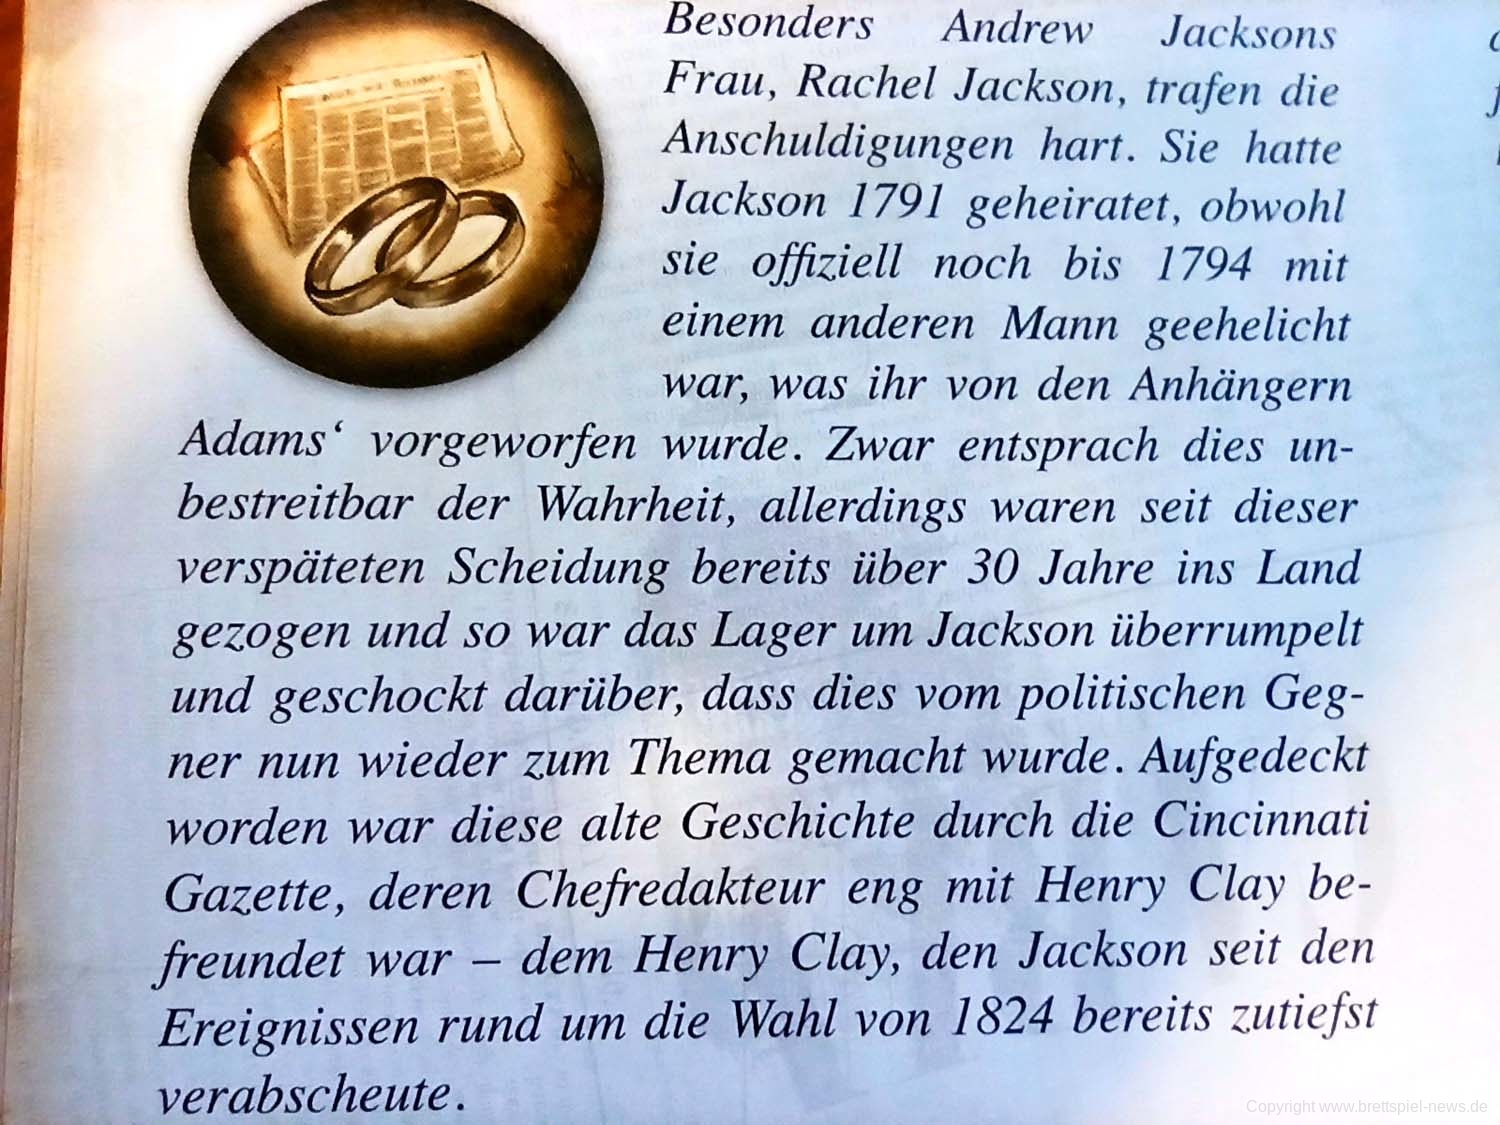 Besonders Andrew Jacksons
Frau, Rachel Jackson, trafen die
Anschuldigungen hart. Sie hatte
Jackson 1791 geheiratet, obwohl
sie offiziell noch bis 1794 mit
einem anderen Mann geehelicht
war, was ihr von den Anhängern
Adams‘ vorgeworfen wurde. Zwar entsprach dies un-
bestreitbar der Wahrheit, allerdings waren seit dieser
verspäteten Scheidung bereits über 30 Jahre ins Land
gezogen und so war das Lager um Jackson überrumpelt
und geschockt darüber, dass dies vom politischen Geg-
ner nun wieder zum Thema gemacht wurde. Aufgedeckt
worden war diese alte Geschichte durch die Cincinnati
Gazette, deren Chefredakteur eng mit Henry Clay be-
freundet war – dem Henry Clay, den Jackson seit den
Ereignissen rund um die Wahl von 1824 bereits zutiefst
verabscheute.
Copyright www.brettspiel-news.de